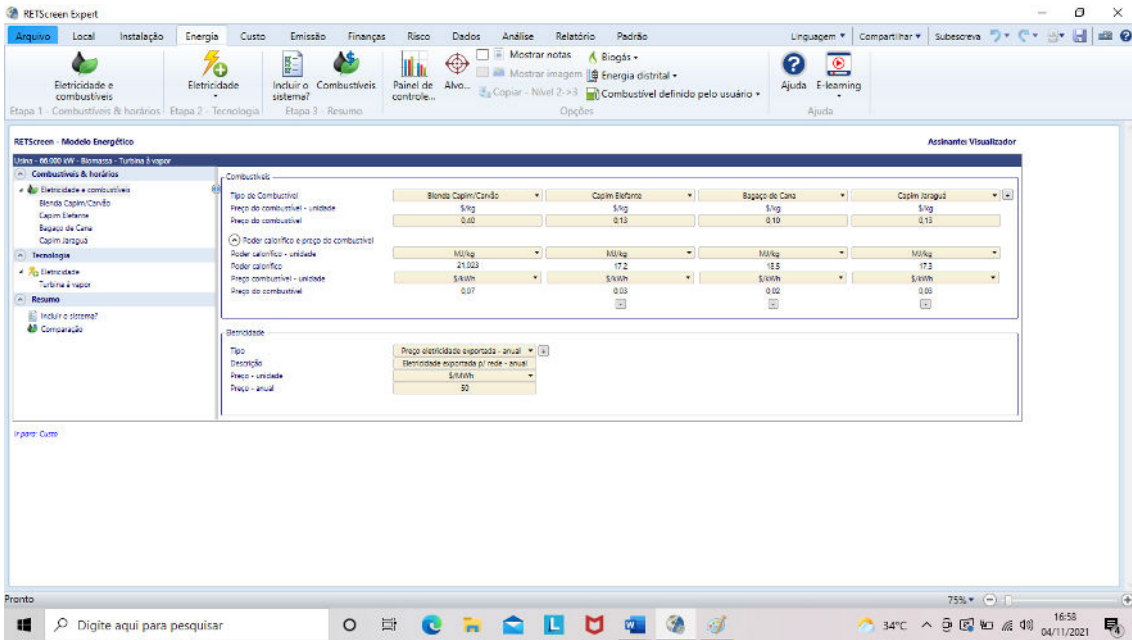 RETScreen Expert
Arquivo Local Instalação Energia Custo Emissão Finanças Risco Dados Análise Relatório Padrão Linguagem Compartilhar Subescreva
Eletricidade e combustíveis
Eletricidade
Incluir o sistema?
Combustíveis
Painel de controle...
Alvo...
Mostrar notas
Mostrar imagem
Copiar - Nível 2->3
Biogás
Energia distrital
Combustível definido pelo usuário
Ajuda
E-learning
Etapa 1 - Combustíveis & horários Etapa 2 - Tecnologia Etapa 3 - Resumo Opções Ajuda
RETScreen - Modelo Energético Assinante: Visualizador
Usina - 66.000 kW - Biomassa - Turbina à vapor
Combustíveis & horários
Eletricidade e combustíveis
Blenda Capim/Carvão
Capim Elefante
Bagaço de Cana
Capim Jaraguá
Tecnologia
Eletricidade
Turbina à vapor
Resumo
Incluir o sistema?
Comparação
Combustíveis
Tipo de Combustível Blenda Capim/Carvão Capim Elefante Bagaço de Cana Capim Jaraguá
Preço do combustível - unidade $/kg $/kg $/kg $/kg
Preço do combustível 0,40 0,13 0,10 0,13
Poder calorífico e preço do combustível
Poder calorífico - unidade MJ/kg MJ/kg MJ/kg MJ/kg
Poder calorífico 21,023 17,2 18,5 17,3
Preço combustível - unidade $/kWh $/kWh $/kWh $/kWh
Preço do combustível 0,07 0,03 0,02 0,03
Eletricidade
Tipo Preço eletricidade exportada - anual
Descrição Eletricidade exportada p/ rede - anual
Preço - unidade $/MWh
Preço - anual 50
Ir para: Custo
Pronto 75%
Digite aqui para pesquisar
34°C
16:58
04/11/2021